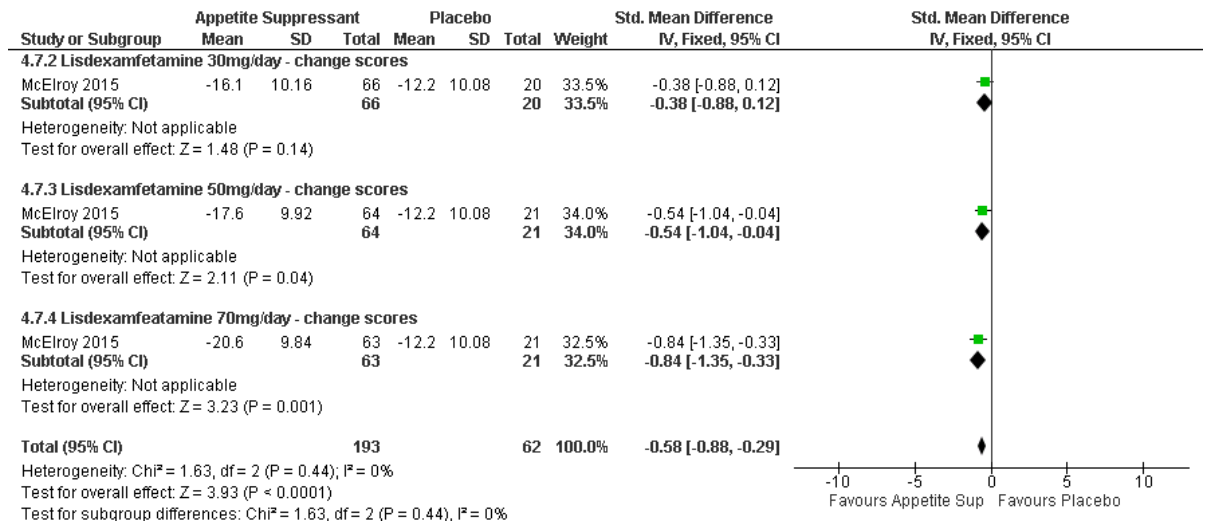 Appetite Suppressant Placebo Std. Mean Difference Std. Mean Difference
Study or Subgroup Mean SD Total Mean SD Total Weight IV, Fixed, 95% CI IV, Fixed, 95% CI
4.7.2 Lisdexamfetamine 30mg/day - change scores
McElroy 2015 -16.1 10.16 66 -12.2 10.08 20 33.5% -0.38 [-0.88, 0.12]
Subtotal (95% CI) 66 20 33.5% -0.38 [-0.88, 0.12]
Heterogeneity: Not applicable
Test for overall effect: Z = 1.48 (P = 0.14)
4.7.3 Lisdexamfetamine 50mg/day - change scores
McElroy 2015 -17.6 9.92 64 -12.2 10.08 21 34.0% -0.54 [-1.04, -0.04]
Subtotal (95% CI) 64 21 34.0% -0.54 [-1.04, -0.04]
Heterogeneity: Not applicable
Test for overall effect: Z = 2.11 (P = 0.04)
4.7.4 Lisdexamfeatamine 70mg/day - change scores
McElroy 2015 -20.6 9.84 63 -12.2 10.08 21 32.5% -0.84 [-1.35, -0.33]
Subtotal (95% CI) 63 21 32.5% -0.84 [-1.35, -0.33]
Heterogeneity: Not applicable
Test for overall effect: Z = 3.23 (P = 0.001)
Total (95% CI) 193 62 100.0% -0.58 [-0.88, -0.29]
Heterogeneity: Chi² = 1.63, df = 2 (P = 0.44); I² = 0%
Test for overall effect: Z = 3.93 (P < 0.0001)
Test for subgroup differences: Chi² = 1.63, df = 2 (P = 0.44), I² = 0%
-10 -5 0 5 10
Favours Appetite Sup Favours Placebo